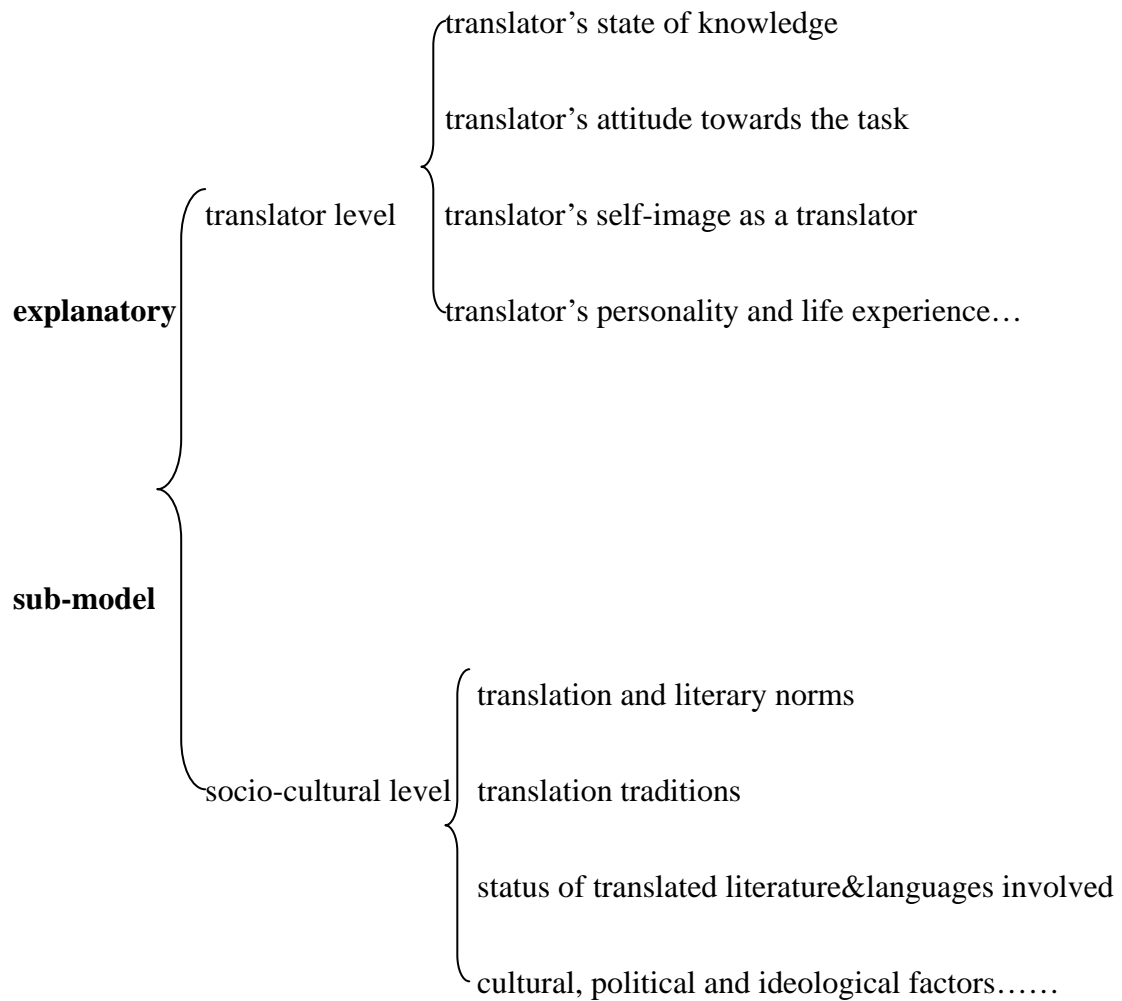 translator’s state of knowledge
translator’s attitude towards the task
translator level
translator’s self-image as a translator
explanatory
translator’s personality and life experience…
sub-model
translation and literary norms
socio-cultural level
translation traditions
status of translated literature&languages involved
cultural, political and ideological factors……